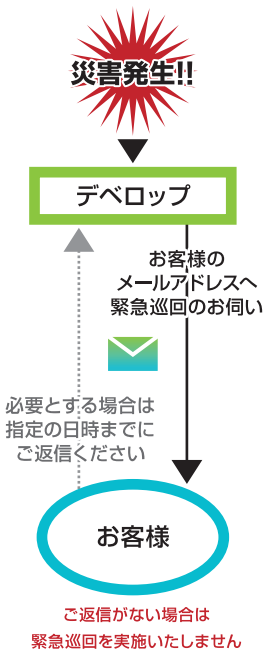 災害発生!!
デベロップ
お客様の
メールアドレスへ
緊急巡回のお伺い
必要とする場合は
指定の日時までに
ご返信ください
お客様
ご返信がない場合は
緊急巡回を実施いたしません